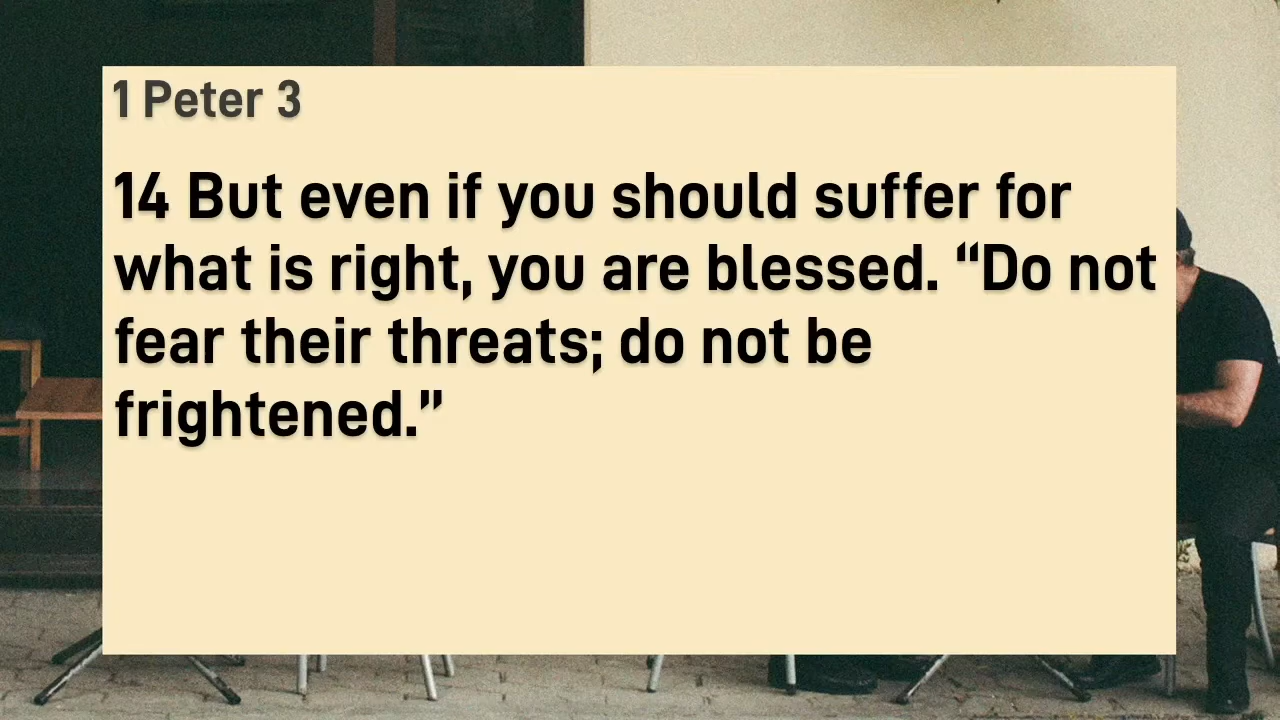 1 Peter 3
14 But even if you should suffer for
what is right, you are blessed. “Do not
fear their threats; do not be
frightened.”